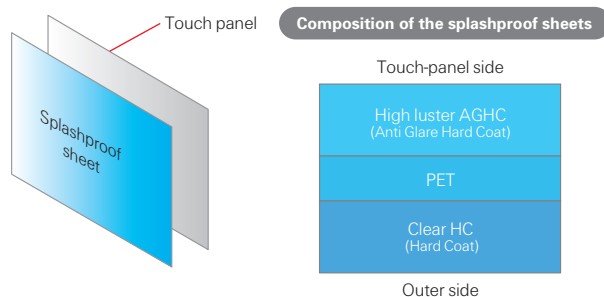 Touch panel
Splashproof
sheet
Composition of the splashproof sheets
Touch-panel side
High luster AGHC
(Anti Glare Hard Coat)
PET
Clear HC
(Hard Coat)
Outer side